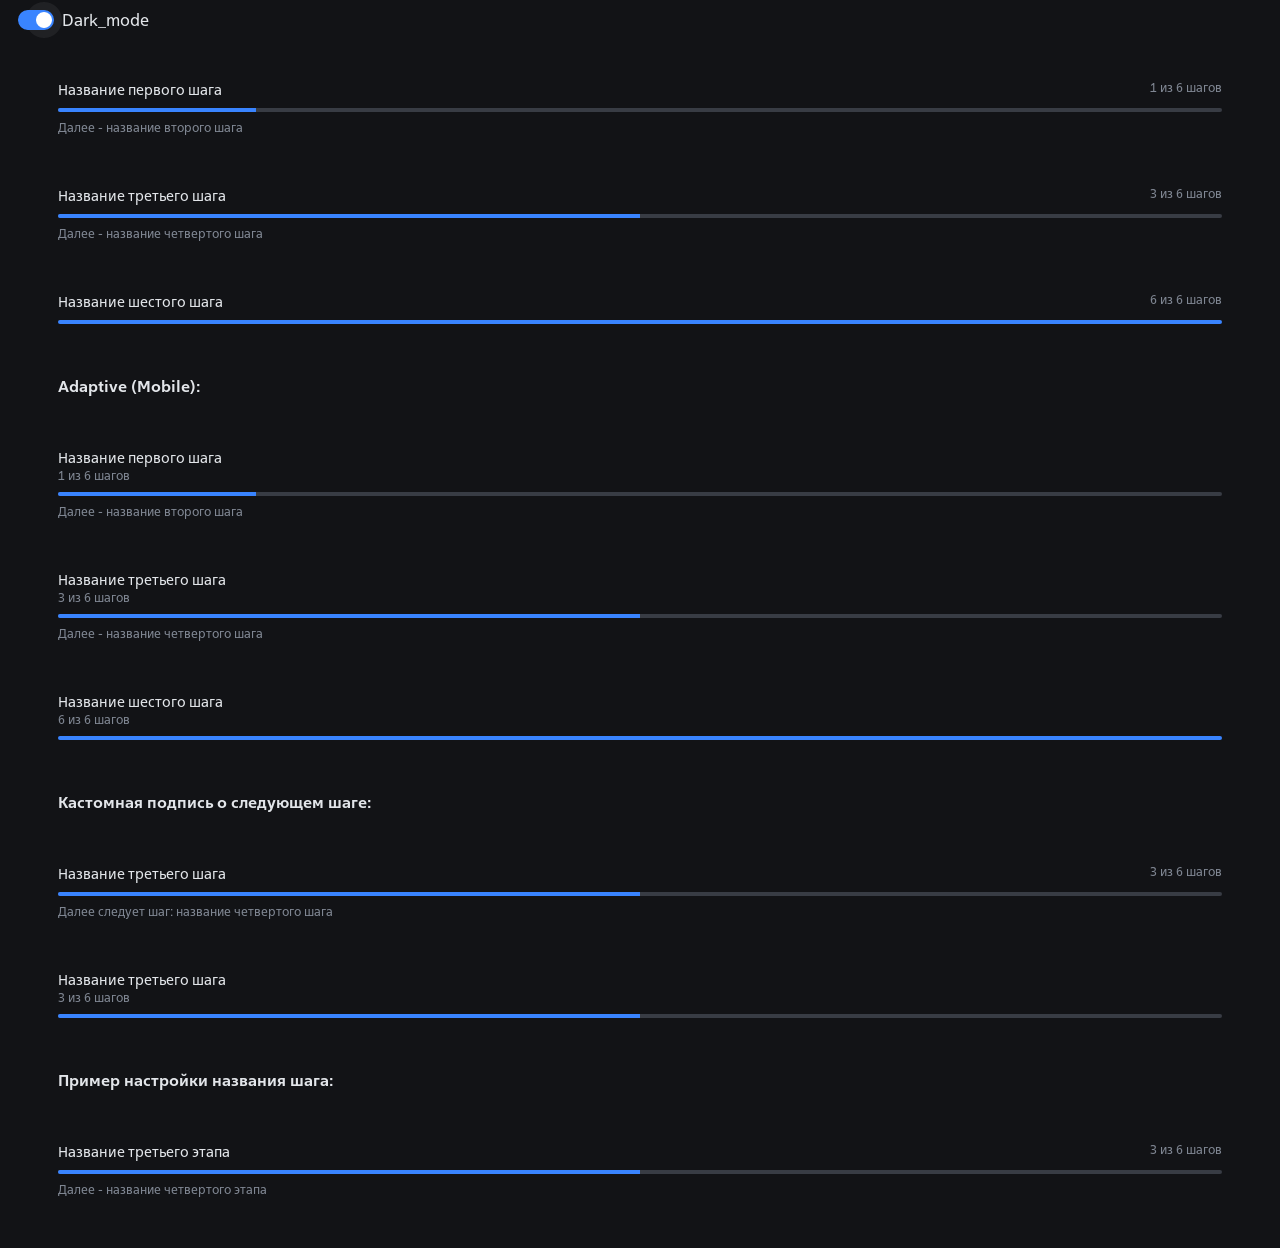 Dark_mode
Название первого шага
1 из 6 шагов
Далее - название второго шага
Название третьего шага
3 из 6 шагов
Далее - название четвертого шага
Название шестого шага
6 из 6 шагов
Adaptive (Mobile):
Название первого шага
1 из 6 шагов
Далее - название второго шага
Название третьего шага
3 из 6 шагов
Далее - название четвертого шага
Название шестого шага
6 из 6 шагов
Кастомная подпись о следующем шаге:
Название третьего шага
3 из 6 шагов
Далее следует шаг: название четвертого шага
Название третьего шага
3 из 6 шагов
Пример настройки названия шага:
Название третьего этапа
3 из 6 шагов
Далее - название четвертого этапа